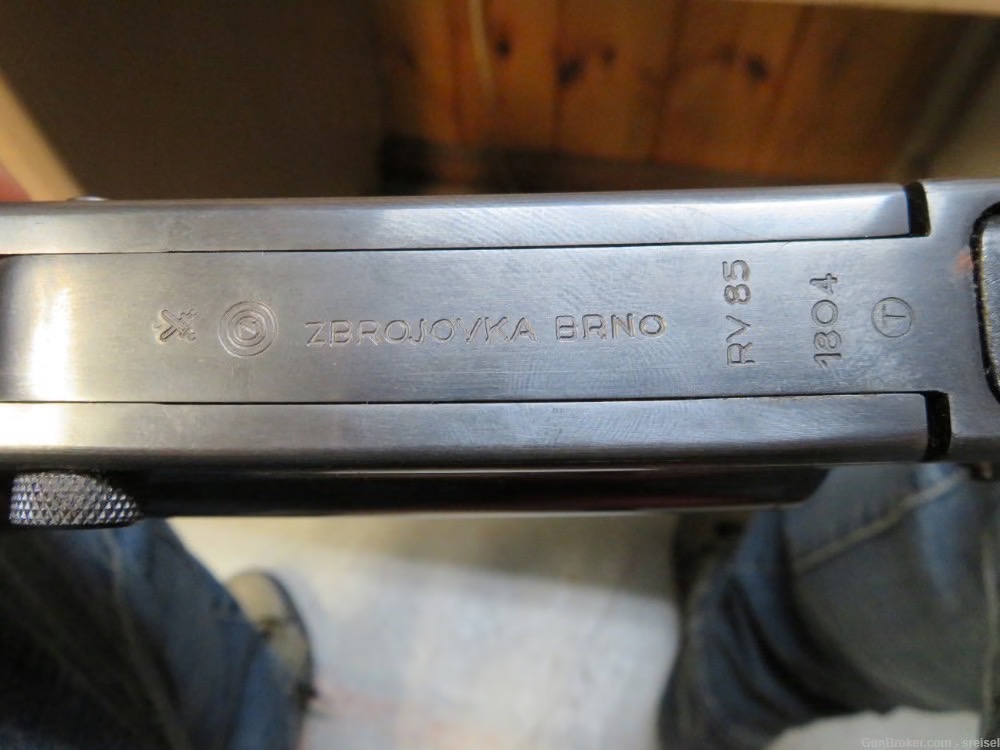 Z ZBROJOVKA BRNO
RV 85
1804
T
GunBroker.com - sreisel